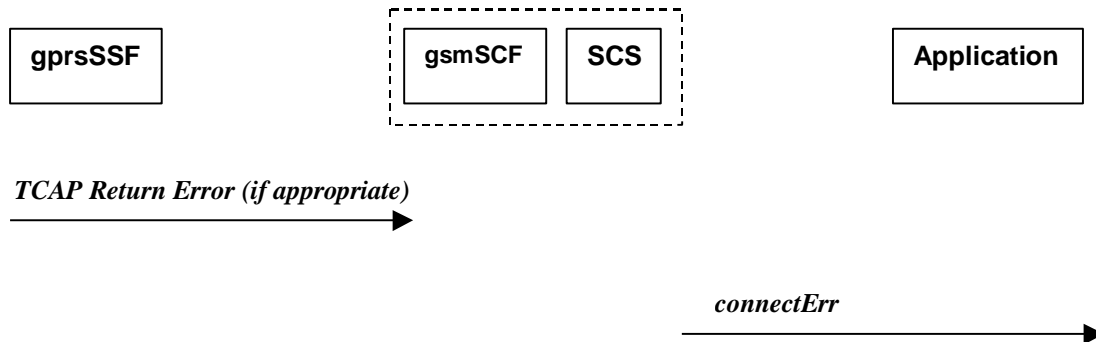 gprsSSF
gsmSCF
SCS
Application
TCAP Return Error (if appropriate)
connectErr